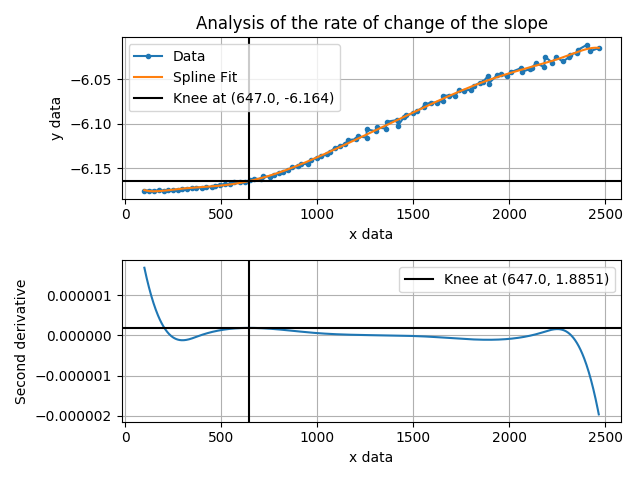 Analysis of the rate of change of the slope
Data
Spline Fit
Knee at (647.0, -6.164)
y data
−6.05
−6.10
−6.15
0 500 1000 1500 2000 2500
x data
Knee at (647.0, 1.8851)
Second derivative
0.000001
0.000000
−0.000001
−0.000002
0 500 1000 1500 2000 2500
x data